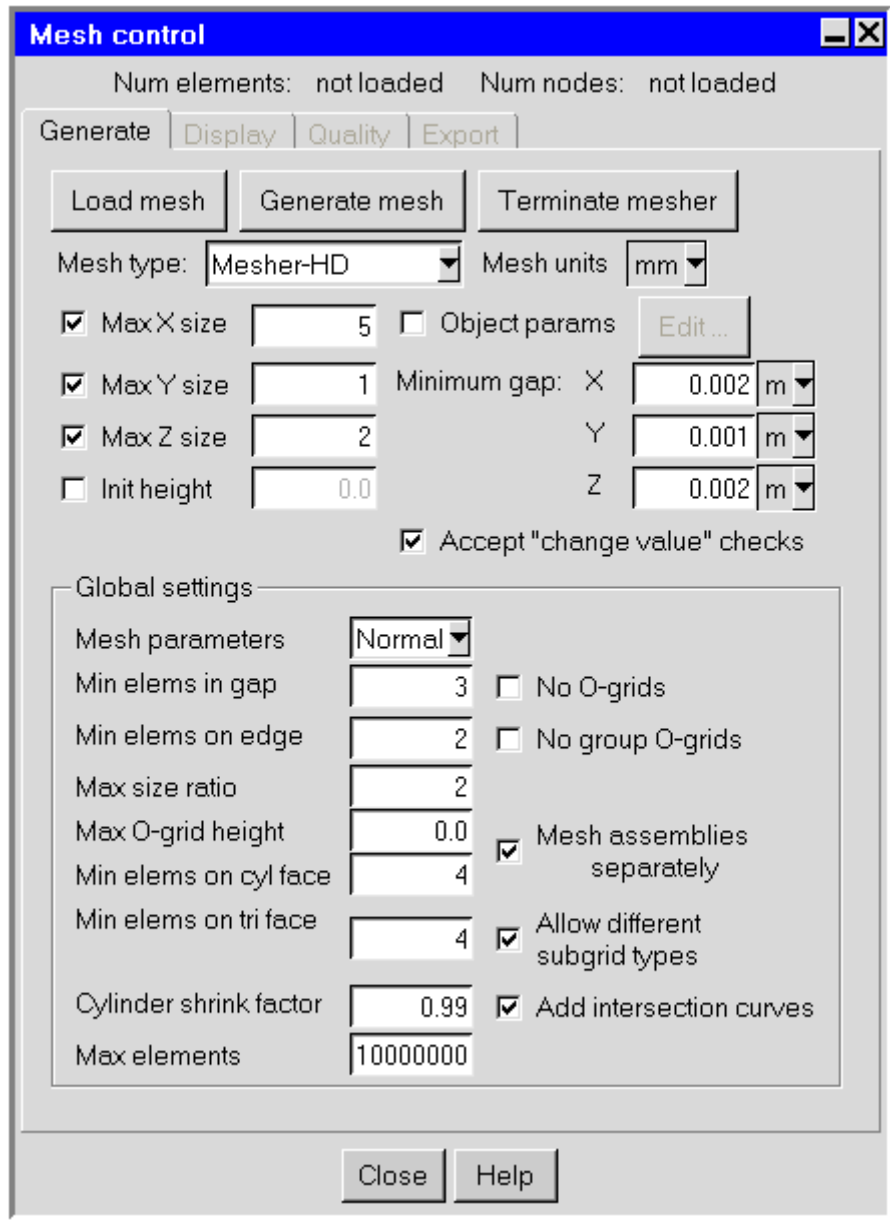 Mesh control
Num elements: not loaded Num nodes: not loaded
Generate Display Quality Export
Load mesh Generate mesh Terminate mesher
Mesh type: Mesher-HD Mesh units mm
Max X size 5 Object params Edit ...
Max Y size 1 Minimum gap: X 0.002 m
Max Z size 2 Y 0.001 m
Init height 0.0 Z 0.002 m
Accept "change value" checks
Global settings
Mesh parameters Normal
Min elems in gap 3 No O-grids
Min elems on edge 2 No group O-grids
Max size ratio 2
Max O-grid height 0.0 Mesh assemblies
separately
Min elems on cyl face 4
Min elems on tri face 4 Allow different
subgrid types
Cylinder shrink factor 0.99 Add intersection curves
Max elements 10000000
Close Help